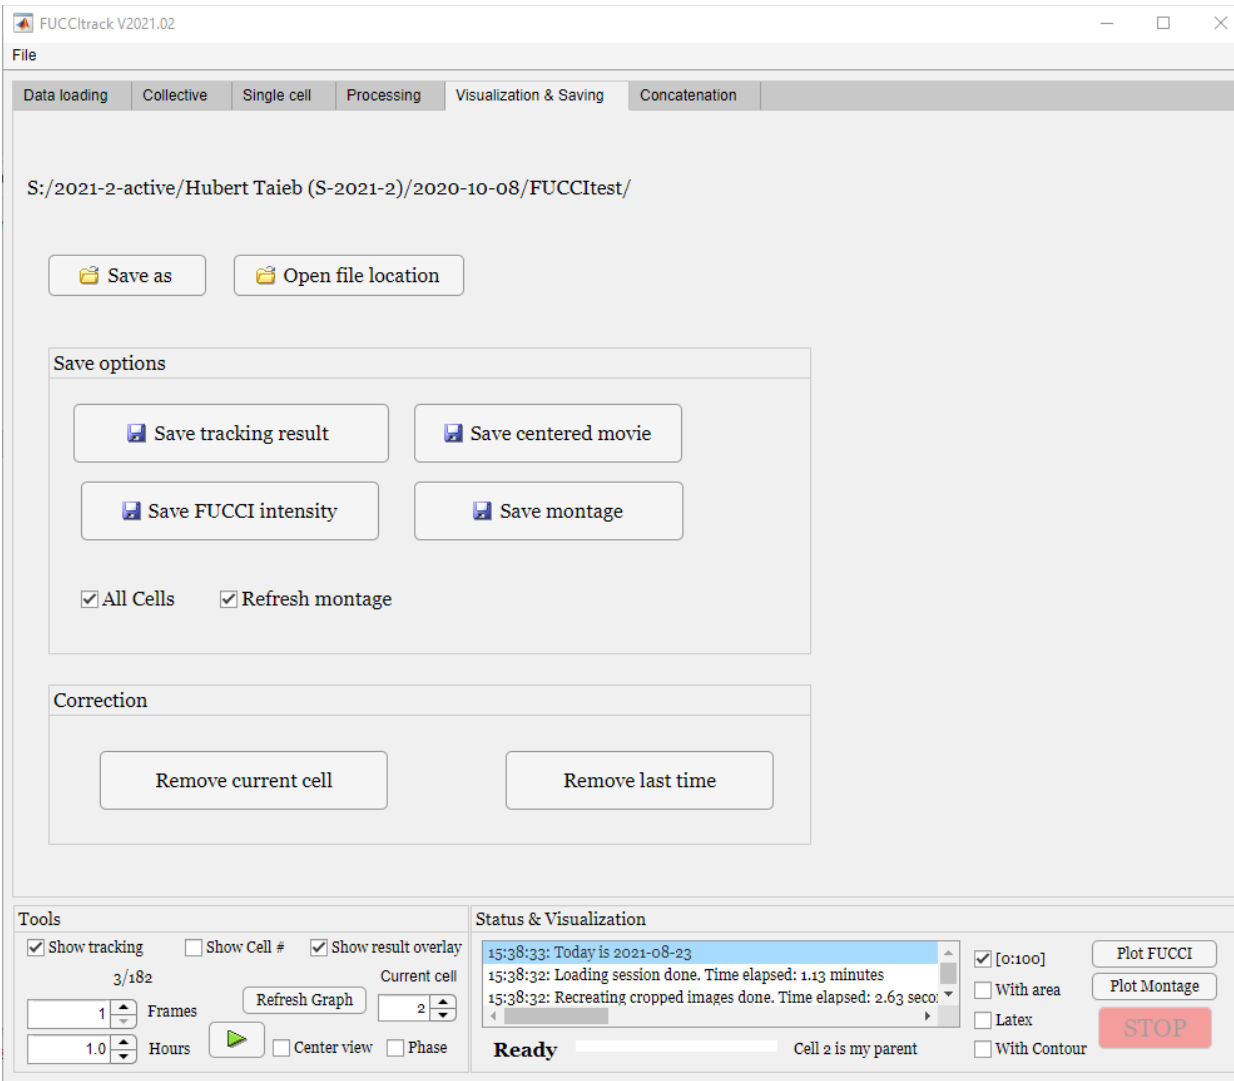 FUCCItrack V2021.02
File
Data loading Collective Single cell Processing Visualization & Saving Concatenation
S:/2021-2-active/Hubert Taieb (S-2021-2)/2020-10-08/FUCCItest/
Save as Open file location
Save options
Save tracking result Save centered movie
Save FUCCI intensity Save montage
All Cells Refresh montage
Correction
Remove current cell Remove last time
Tools
Show tracking Show Cell # Show result overlay
3/182 Current cell
1 Frames Refresh Graph 2
1.0 Hours Center view Phase
Status & Visualization
15:38:33: Today is 2021-08-23
15:38:32: Loading session done. Time elapsed: 1.13 minutes
15:38:32: Recreating cropped images done. Time elapsed: 2.63 secon
Ready Cell 2 is my parent
[0:100] Plot FUCCI
With area Plot Montage
Latex STOP
With Contour